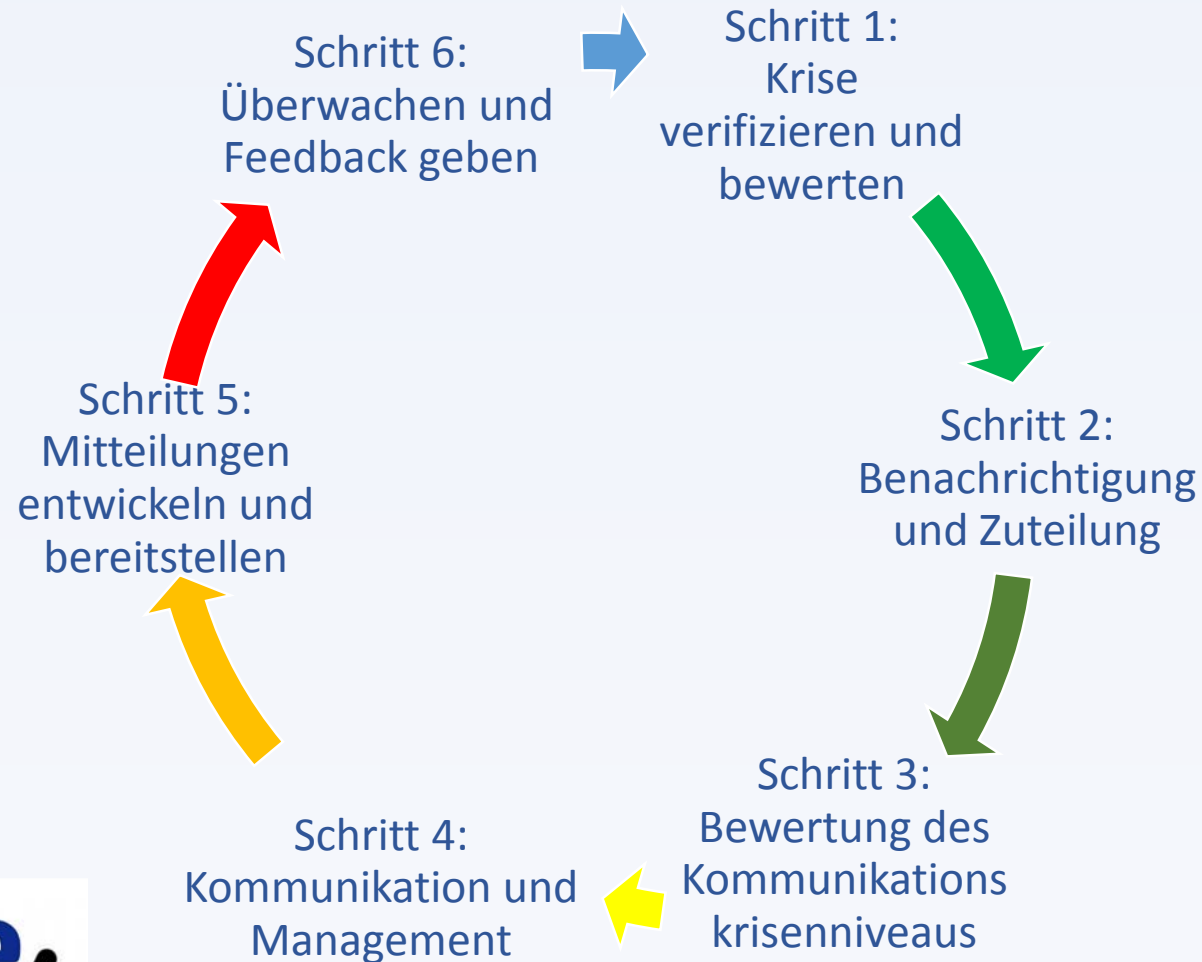 Schritt 1:
Krise
verifizieren und
bewerten
Schritt 2:
Benachrichtigung
und Zuteilung
Schritt 3:
Bewertung des
Kommunikations
krisenniveaus
Schritt 4:
Kommunikation und
Management
Schritt 5:
Mitteilungen
entwickeln und
bereitstellen
Schritt 6:
Überwachen und
Feedback geben